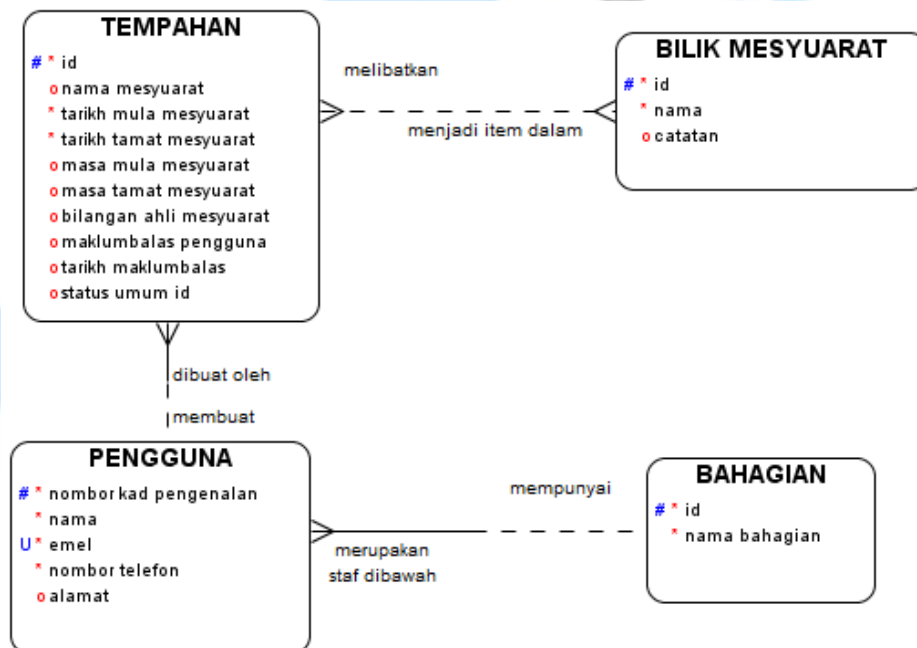 TEMPAHAN
# * id
o nama mesyuarat
* tarikh mula mesyuarat
* tarikh tamat mesyuarat
o masa mula mesyuarat
o masa tamat mesyuarat
o bilangan ahli mesyuarat
o maklumbalas pengguna
o tarikh maklumbalas
o status umum id
melibatkan
menjadi item dalam
BILIK MESYUARAT
# * id
* nama
o catatan
dibuat oleh
membuat
PENGGUNA
# * nombor kad pengenalan
* nama
U * emel
* nombor telefon
o alamat
mempunyai
merupakan
staf dibawah
BAHAGIAN
# * id
* nama bahagian